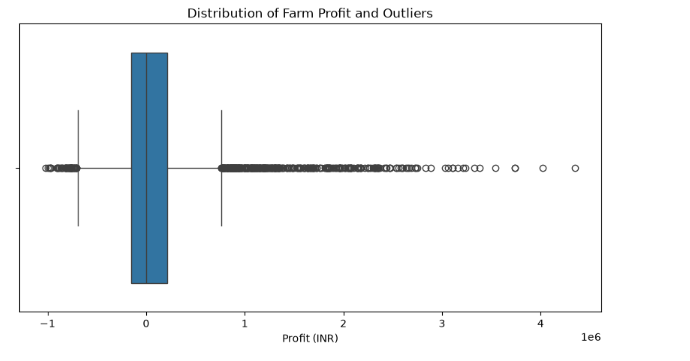 Distribution of Farm Profit and Outliers
−1 0 1 2 3 4
1e6
Profit (INR)